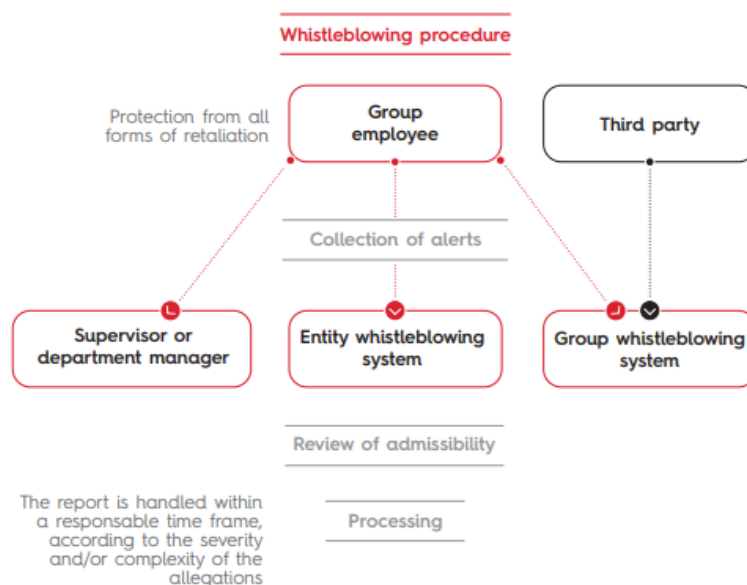 Whistleblowing procedure
Protection from all
forms of retaliation
Group
employee
Third party
Collection of alerts
Supervisor or
department manager
Entity whistleblowing
system
Group whistleblowing
system
Review of admissibility
The report is handled within
a responsable time frame,
according to the severity
and/or complexity of the
allegations
Processing